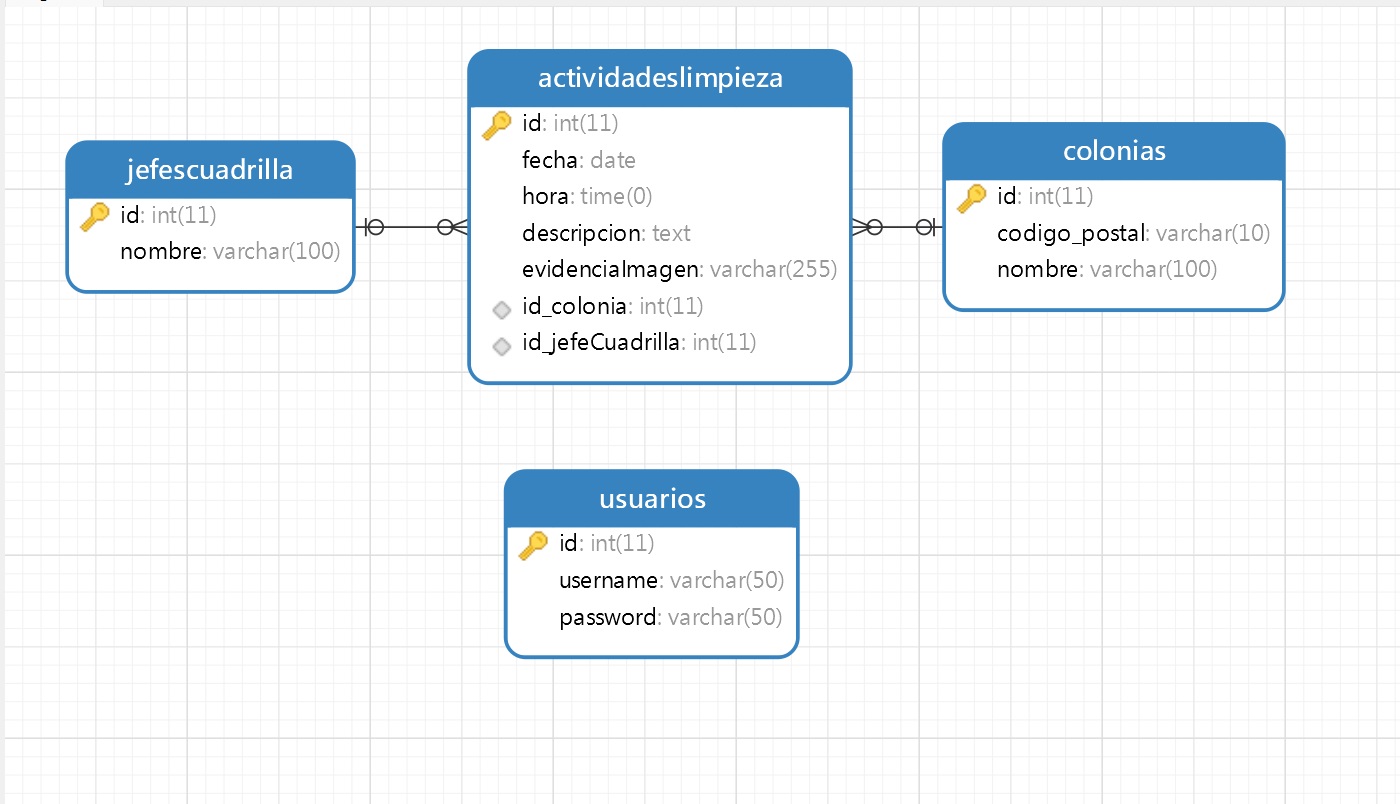 jefescuadrilla
id: int(11)
nombre: varchar(100)
actividadeslimpieza
id: int(11)
fecha: date
hora: time(0)
descripcion: text
evidenciaImagen: varchar(255)
id_colonia: int(11)
id_jefeCuadrilla: int(11)
colonias
id: int(11)
codigo_postal: varchar(10)
nombre: varchar(100)
usuarios
id: int(11)
username: varchar(50)
password: varchar(50)